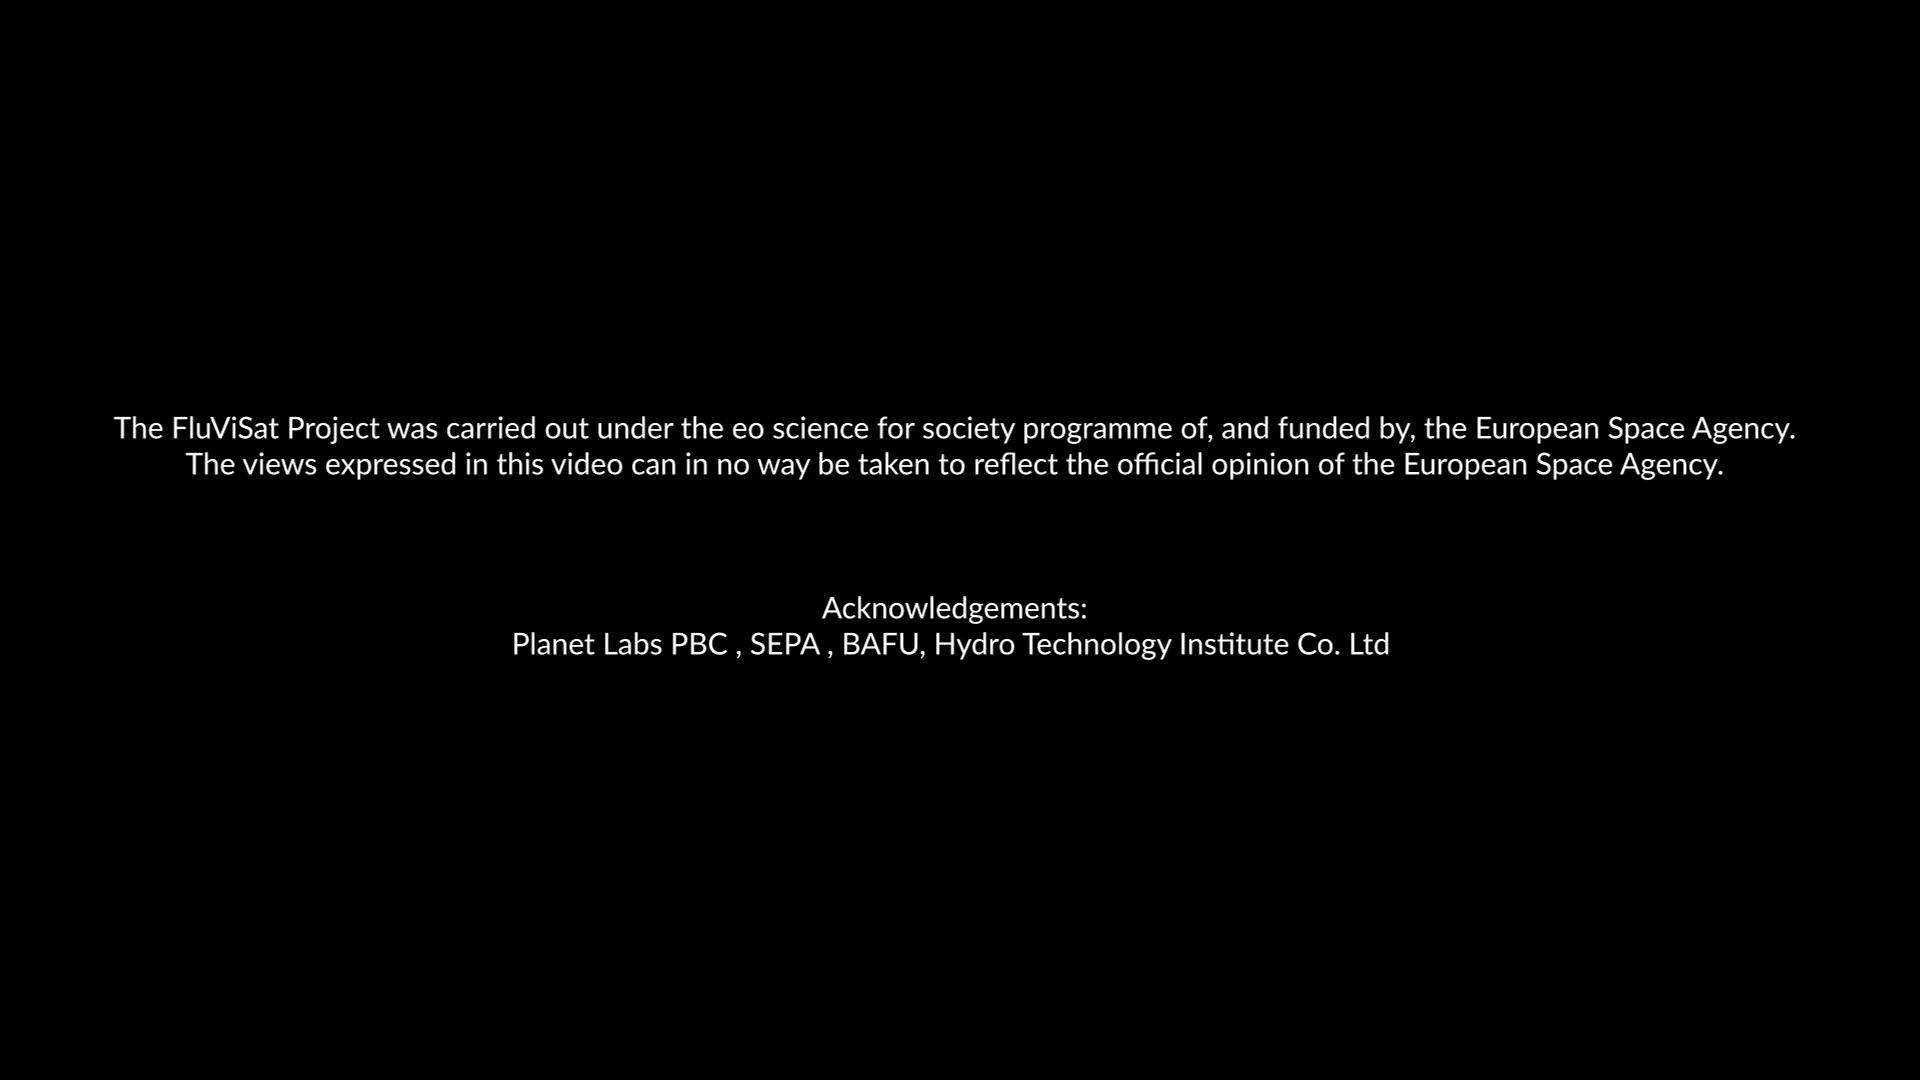 The FluViSat Project was carried out under the eo science for society programme of, and funded by, the European Space Agency.
The views expressed in this video can in no way be taken to reflect the official opinion of the European Space Agency.
Acknowledgements:
Planet Labs PBC , SEPA , BAFU, Hydro Technology Institute Co. Ltd